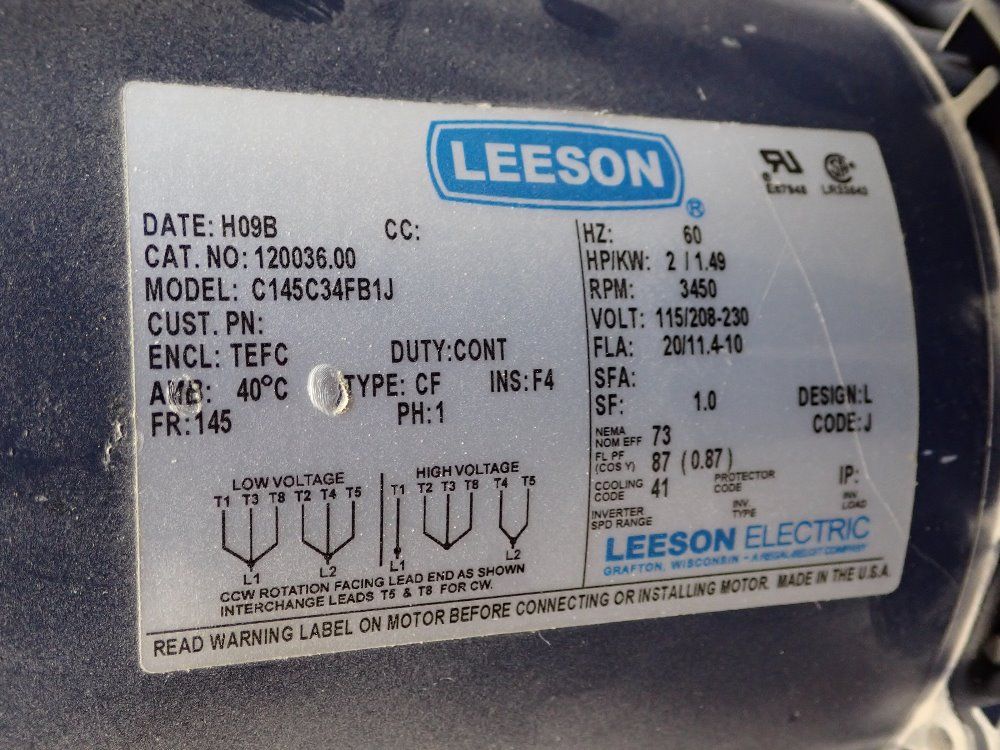 LEESON
®
DATE: H09B CC:
CAT. NO: 120036.00
MODEL: C145C34FB1J
CUST. PN:
ENCL: TEFC DUTY:CONT
AMB: 40°C TYPE: CF INS:F4
FR:145 PH:1
LOW VOLTAGE
T1 T3 T8 T2 T4 T5
L1 L2
HIGH VOLTAGE
T1 T2 T3 T8 T4 T5
L1 L2
CCW ROTATION FACING LEAD END AS SHOWN
INTERCHANGE LEADS T5 & T8 FOR CW.
HZ: 60
HP/KW: 2 / 1.49
RPM: 3450
VOLT: 115/208-230
FLA: 20/11.4-10
SFA:
SF: 1.0 DESIGN:L
CODE:J
NEMA
NOM EFF 73
FL PF
(COS Y) 87 (0.87)
COOLING
CODE 41 PROTECTOR
CODE IP:
INVERTER
SPD RANGE INV
TYPE INV
LOAD
LEESON ELECTRIC
GRAFTON, WISCONSIN - A REGAL-BELOIT COMPANY
READ WARNING LABEL ON MOTOR BEFORE CONNECTING OR INSTALLING MOTOR. MADE IN THE U.S.A.